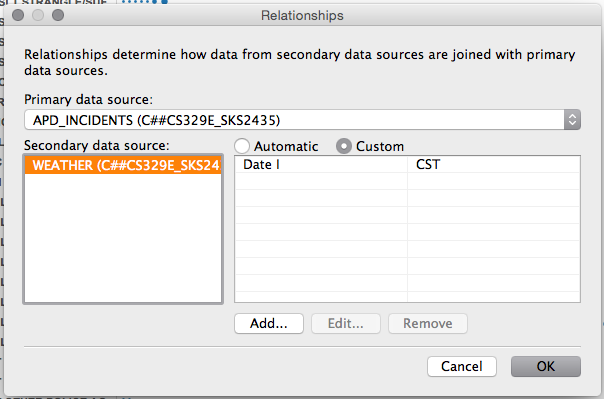 Relationships
Relationships determine how data from secondary data sources are joined with primary
data sources.
Primary data source:
APD_INCIDENTS (C##CS329E_SKS2435)
Secondary data source:
Automatic
Custom
WEATHER (C##CS329E_SKS24
Date I
CST
Add...
Edit...
Remove
Cancel
OK